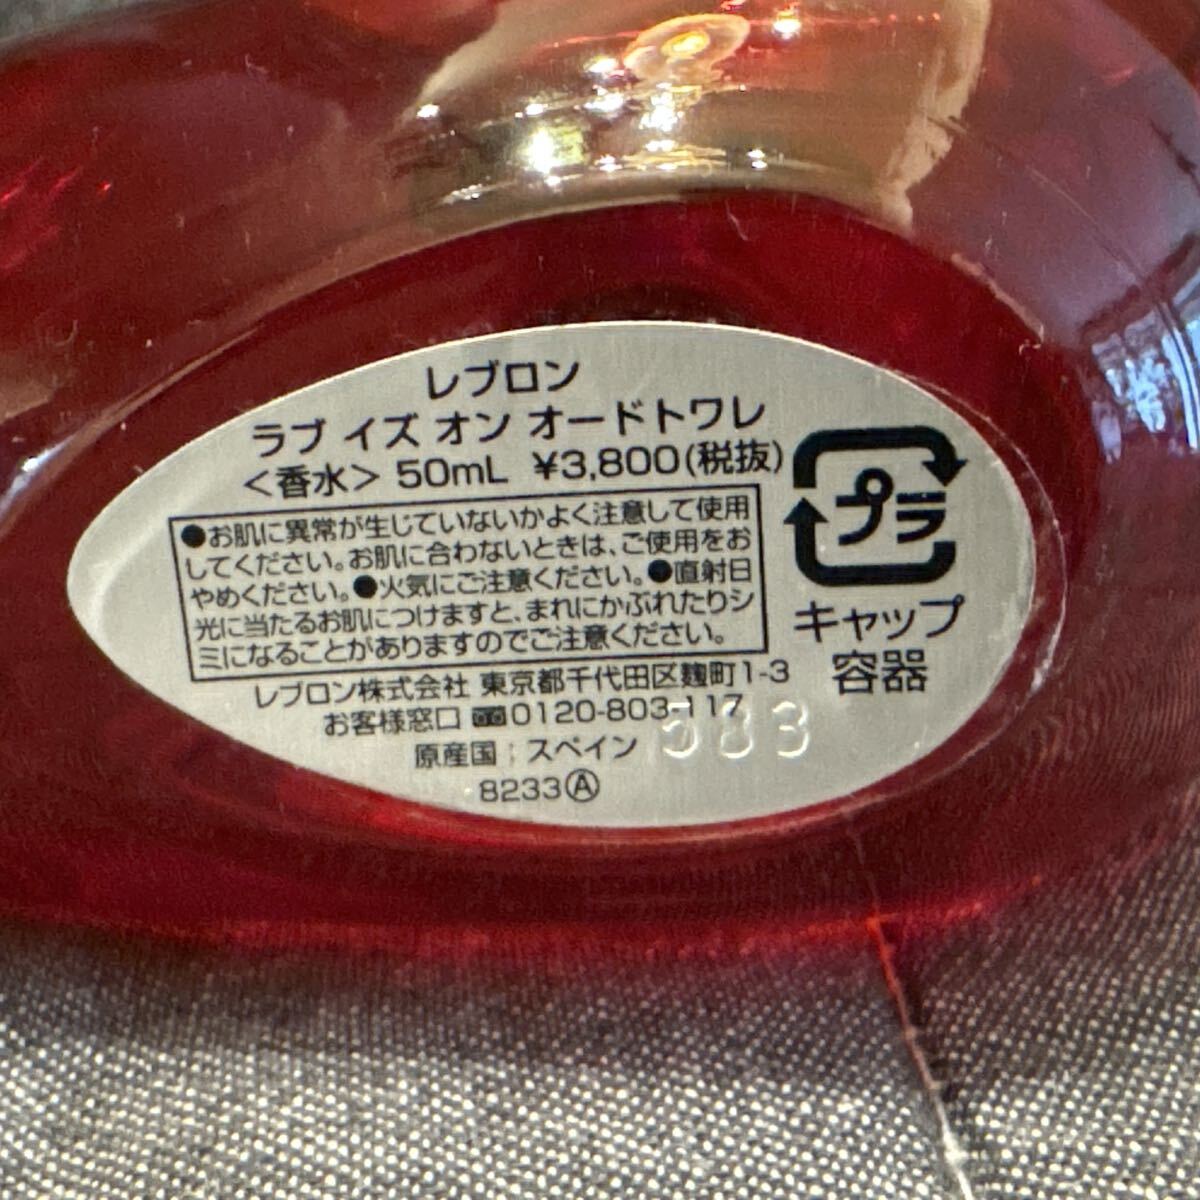 レブロン
ラブ イズ オン オードトワレ
<香水> 50mL ¥3,800(税抜)
●お肌に異常が生じていないかよく注意して使用
してください。お肌に合わないときは、ご使用をお
やめください。●火気にご注意ください。●直射日
光に当たるお肌につけますと、まれにかぶれたりシ
ミになることがありますのでご注意ください。
レブロン株式会社 東京都千代田区麹町1-3
お客様窓口 0120-803-117
原産国：スペイン
8233Ⓐ
プラ
キャップ
容器